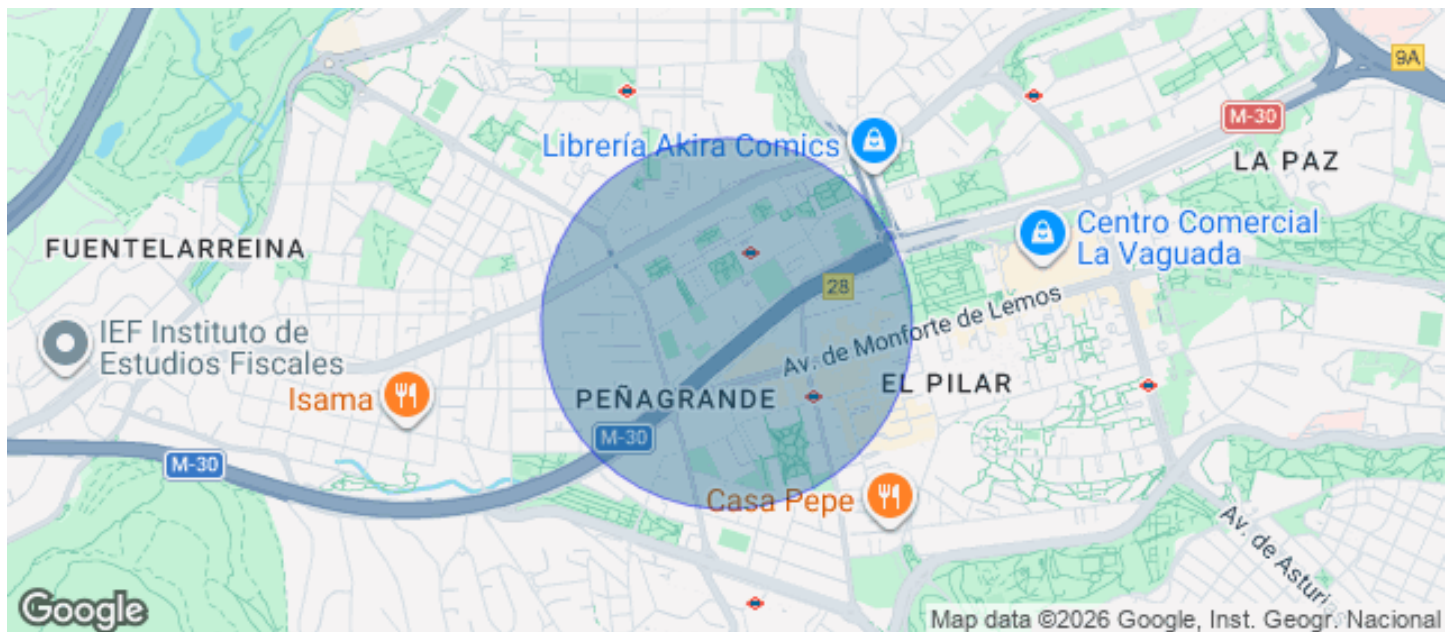 9A
M-30
Librería Akira Comics
LA PAZ
Centro Comercial
La Vaguada
FUENTELARREINA
28
Av. de Monforte de Lemos
IEF Instituto de
Estudios Fiscales
Isama
PEÑAGRANDE
EL PILAR
M-30
M-30
Casa Pepe
Av. de Asturias
Google
Map data ©2026 Google, Inst. Geogr. Nacional